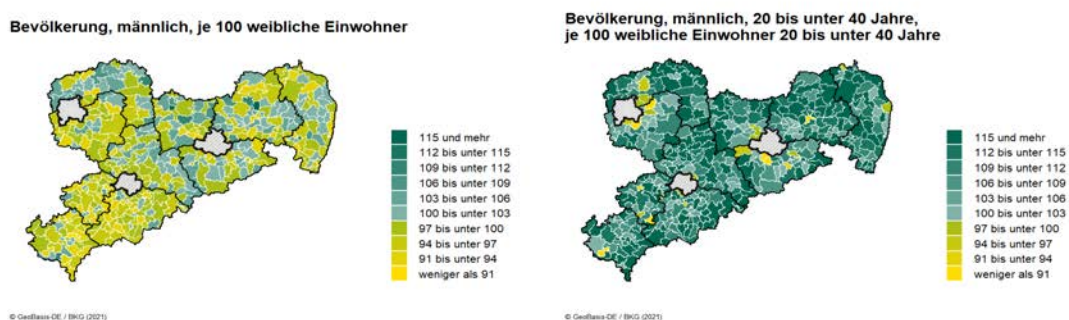 Bevölkerung, männlich, je 100 weibliche Einwohner
115 und mehr
112 bis unter 115
109 bis unter 112
106 bis unter 109
103 bis unter 106
100 bis unter 103
97 bis unter 100
94 bis unter 97
91 bis unter 94
weniger als 91
© GeoBasis-DE / BKG (2021)
Bevölkerung, männlich, 20 bis unter 40 Jahre,
je 100 weibliche Einwohner 20 bis unter 40 Jahre
115 und mehr
112 bis unter 115
109 bis unter 112
106 bis unter 109
103 bis unter 106
100 bis unter 103
97 bis unter 100
94 bis unter 97
91 bis unter 94
weniger als 91
© GeoBasis-DE / BKG (2021)